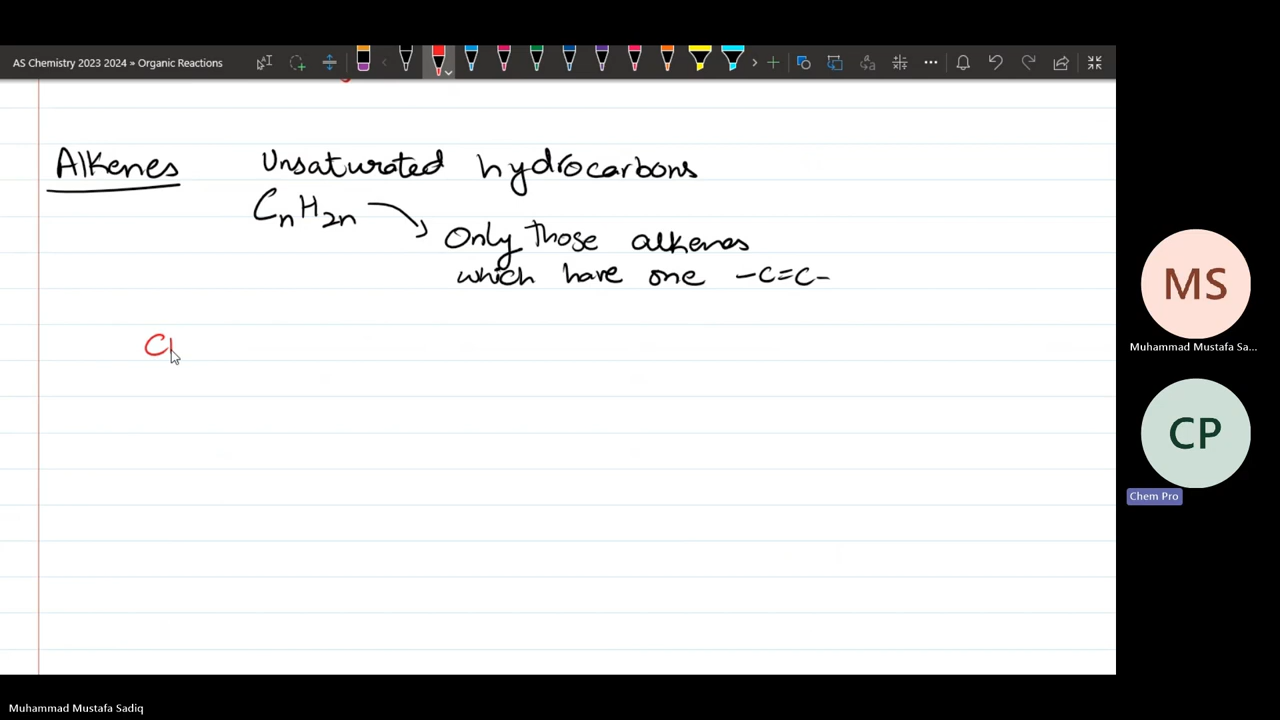 AS Chemistry 2023 2024 » Organic Reactions
Alkenes Unsaturated hydrocarbons
CnH2n
Only those alkenes
which have one -C=C-
C
MS
Muhammad Mustafa Sa...
CP
Chem Pro
Muhammad Mustafa Sadiq